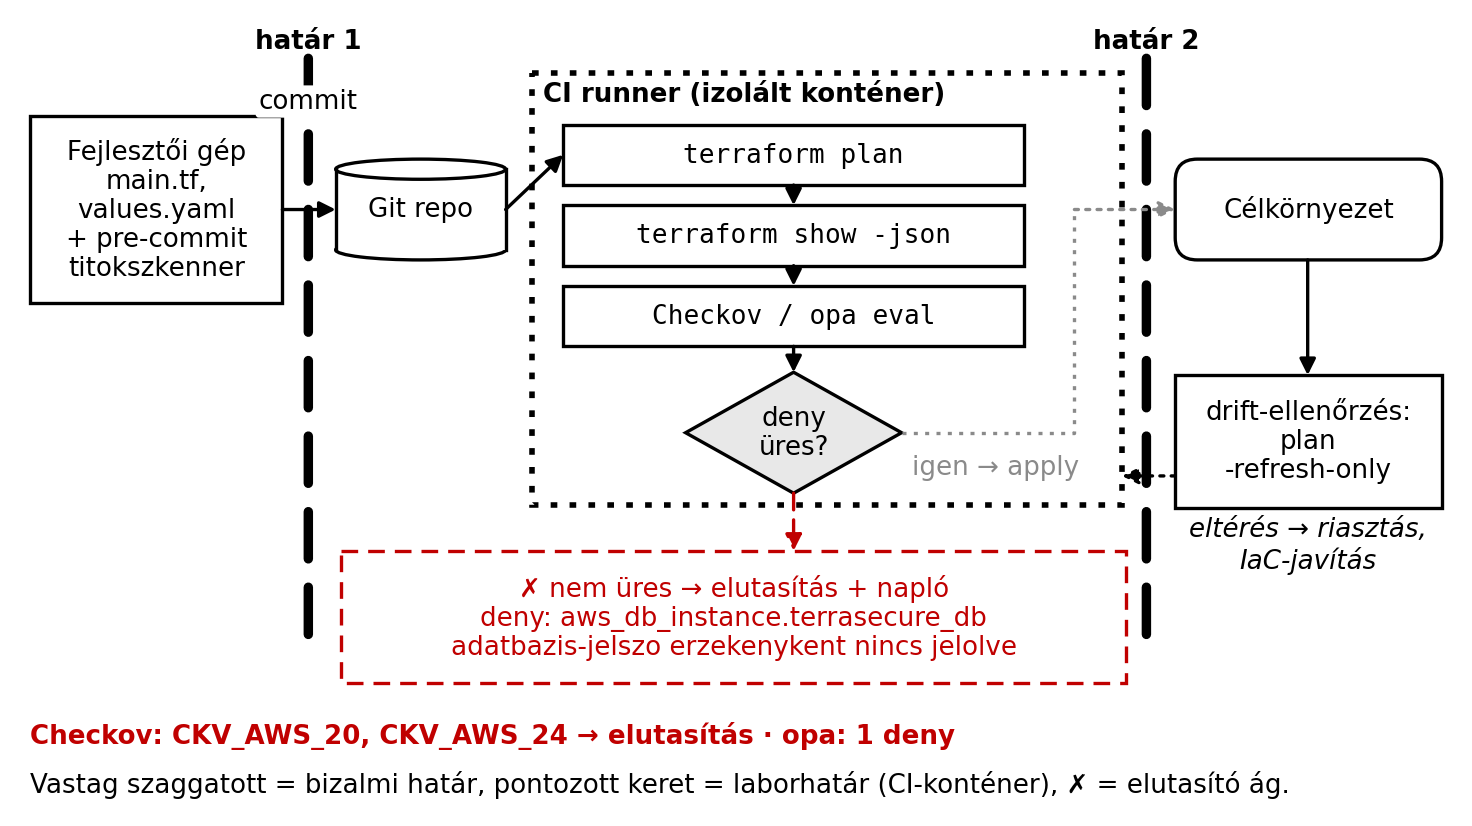 határ 1
határ 2
commit
CI runner (izolált konténer)
Fejlesztői gép
main.tf,
values.yaml
+ pre-commit
titokszkenner
Git repo
terraform plan
terraform show -json
Checkov / opa eval
deny
üres?
igen → apply
Célkörnyezet
drift-ellenőrzés:
plan
-refresh-only
eltérés → riasztás,
IaC-javítás
✗ nem üres → elutasítás + napló
deny: aws_db_instance.terrasecure_db
adatbazis-jelszo erzekenykent nincs jelolve
Checkov: CKV_AWS_20, CKV_AWS_24 → elutasítás · opa: 1 deny
Vastag szaggatott = bizalmi határ, pontozott keret = laborhatár (CI-konténer), ✗ = elutasító ág.